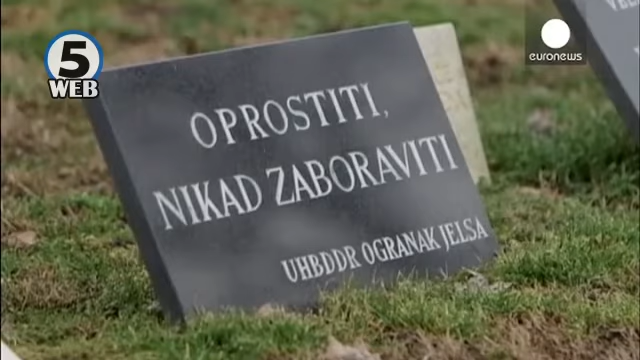 5
WEB
euronews
OPROSTITI,
NIKAD ZABORAVITI
UHBDDR OGRANAK JELSA